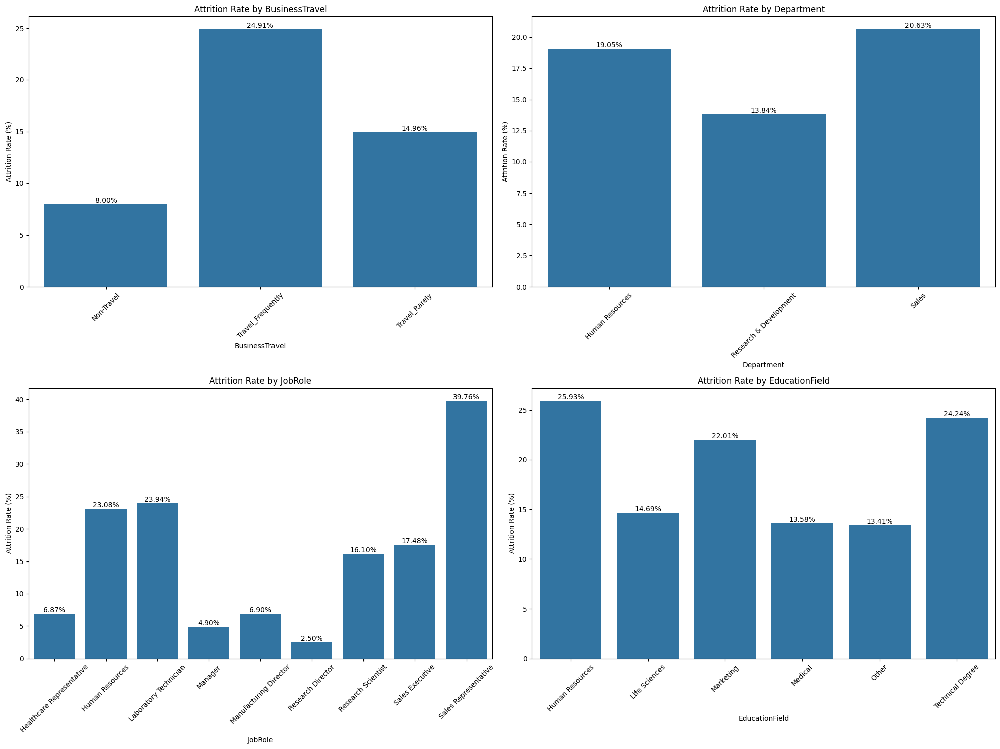 Attrition Rate by BusinessTravel
Attrition Rate (%)
25
20
15
10
5
0
24.91%
14.96%
8.00%
Non-Travel
Travel_Frequently
Travel_Rarely
BusinessTravel
Attrition Rate by Department
Attrition Rate (%)
20.0
17.5
15.0
12.5
10.0
7.5
5.0
2.5
0.0
19.05%
13.84%
20.63%
Human Resources
Research & Development
Sales
Department
Attrition Rate by JobRole
Attrition Rate (%)
40
35
30
25
20
15
10
5
0
6.87%
23.08%
23.94%
4.90%
6.90%
2.50%
16.10%
17.48%
39.76%
Healthcare Representative
Human Resources
Laboratory Technician
Manager
Manufacturing Director
Research Director
Research Scientist
Sales Executive
Sales Representative
JobRole
Attrition Rate by EducationField
Attrition Rate (%)
25
20
15
10
5
0
25.93%
14.69%
22.01%
13.58%
13.41%
24.24%
Human Resources
Life Sciences
Marketing
Medical
Other
Technical Degree
EducationField